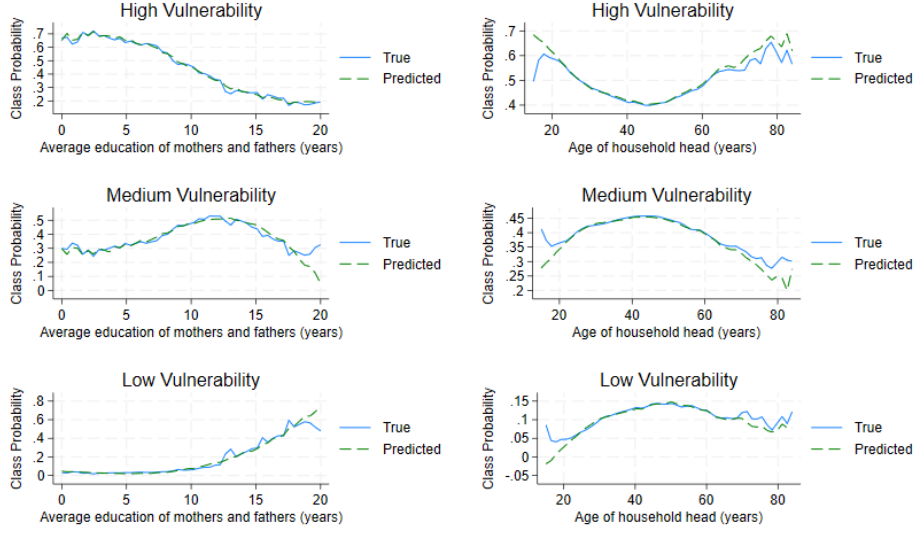 High Vulnerability
Class Probability
.7
.6
.5
.4
.3
.2
0 5 10 15 20
Average education of mothers and fathers (years)
True
Predicted
High Vulnerability
Class Probability
.7
.6
.5
.4
20 40 60 80
Age of household head (years)
True
Predicted
Medium Vulnerability
Class Probability
.5
.4
.3
.2
.1
0
0 5 10 15 20
Average education of mothers and fathers (years)
True
Predicted
Medium Vulnerability
Class Probability
.45
.4
.35
.3
.25
.2
20 40 60 80
Age of household head (years)
True
Predicted
Low Vulnerability
Class Probability
.8
.6
.4
.2
0
0 5 10 15 20
Average education of mothers and fathers (years)
True
Predicted
Low Vulnerability
Class Probability
.15
.1
.05
0
-.05
20 40 60 80
Age of household head (years)
True
Predicted